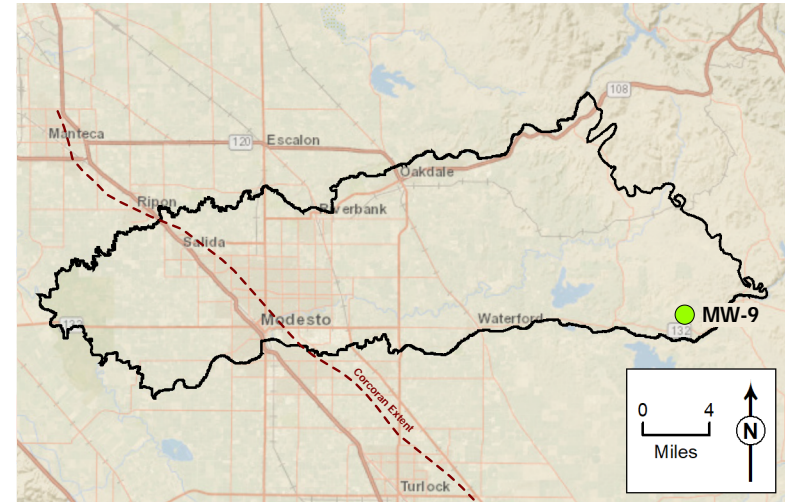 108
Manteca
120
Escalon
Oakdale
Ripon
Riverbank
Salida
MW-9
Modesto
Waterford
132
132
Corcoran Extent
0 4
Miles
N
Turlock